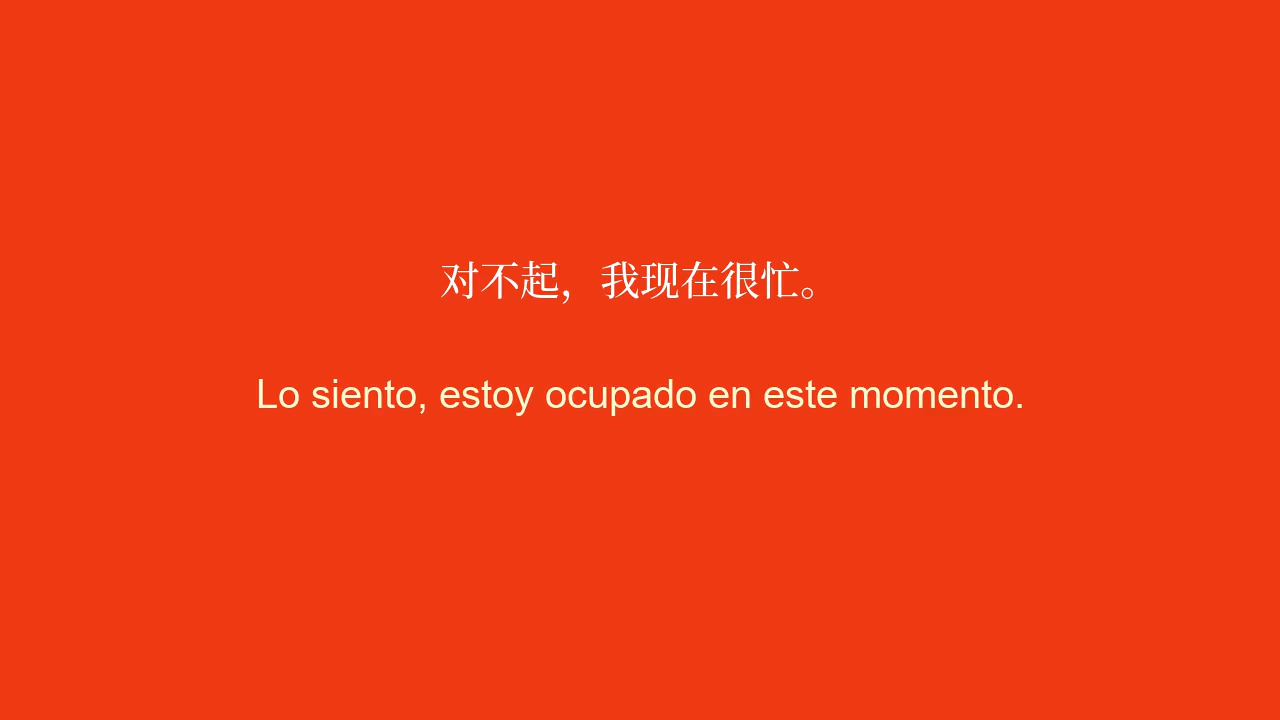 对不起，我现在很忙。
Lo siento, estoy ocupado en este momento.